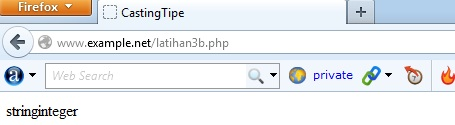 Firefox
CastingTipe
www.example.net/latihan3b.php
a Web Search private
stringinteger